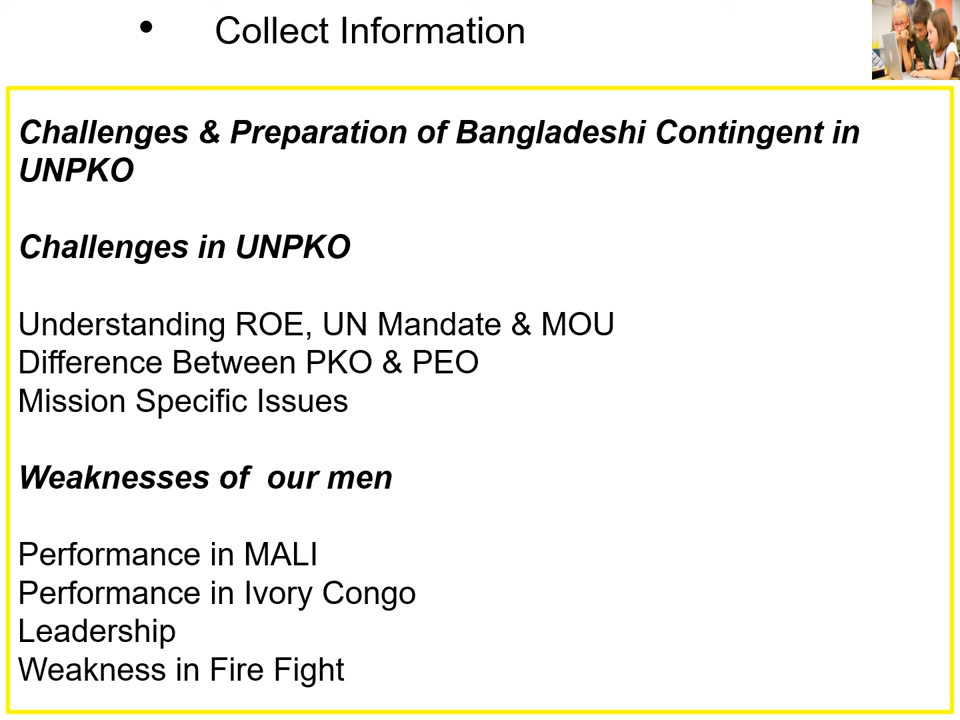 • Collect Information
Challenges & Preparation of Bangladeshi Contingent in
UNPKO
Challenges in UNPKO
Understanding ROE, UN Mandate & MOU
Difference Between PKO & PEO
Mission Specific Issues
Weaknesses of  our men
Performance in MALI
Performance in Ivory Congo
Leadership
Weakness in Fire Fight